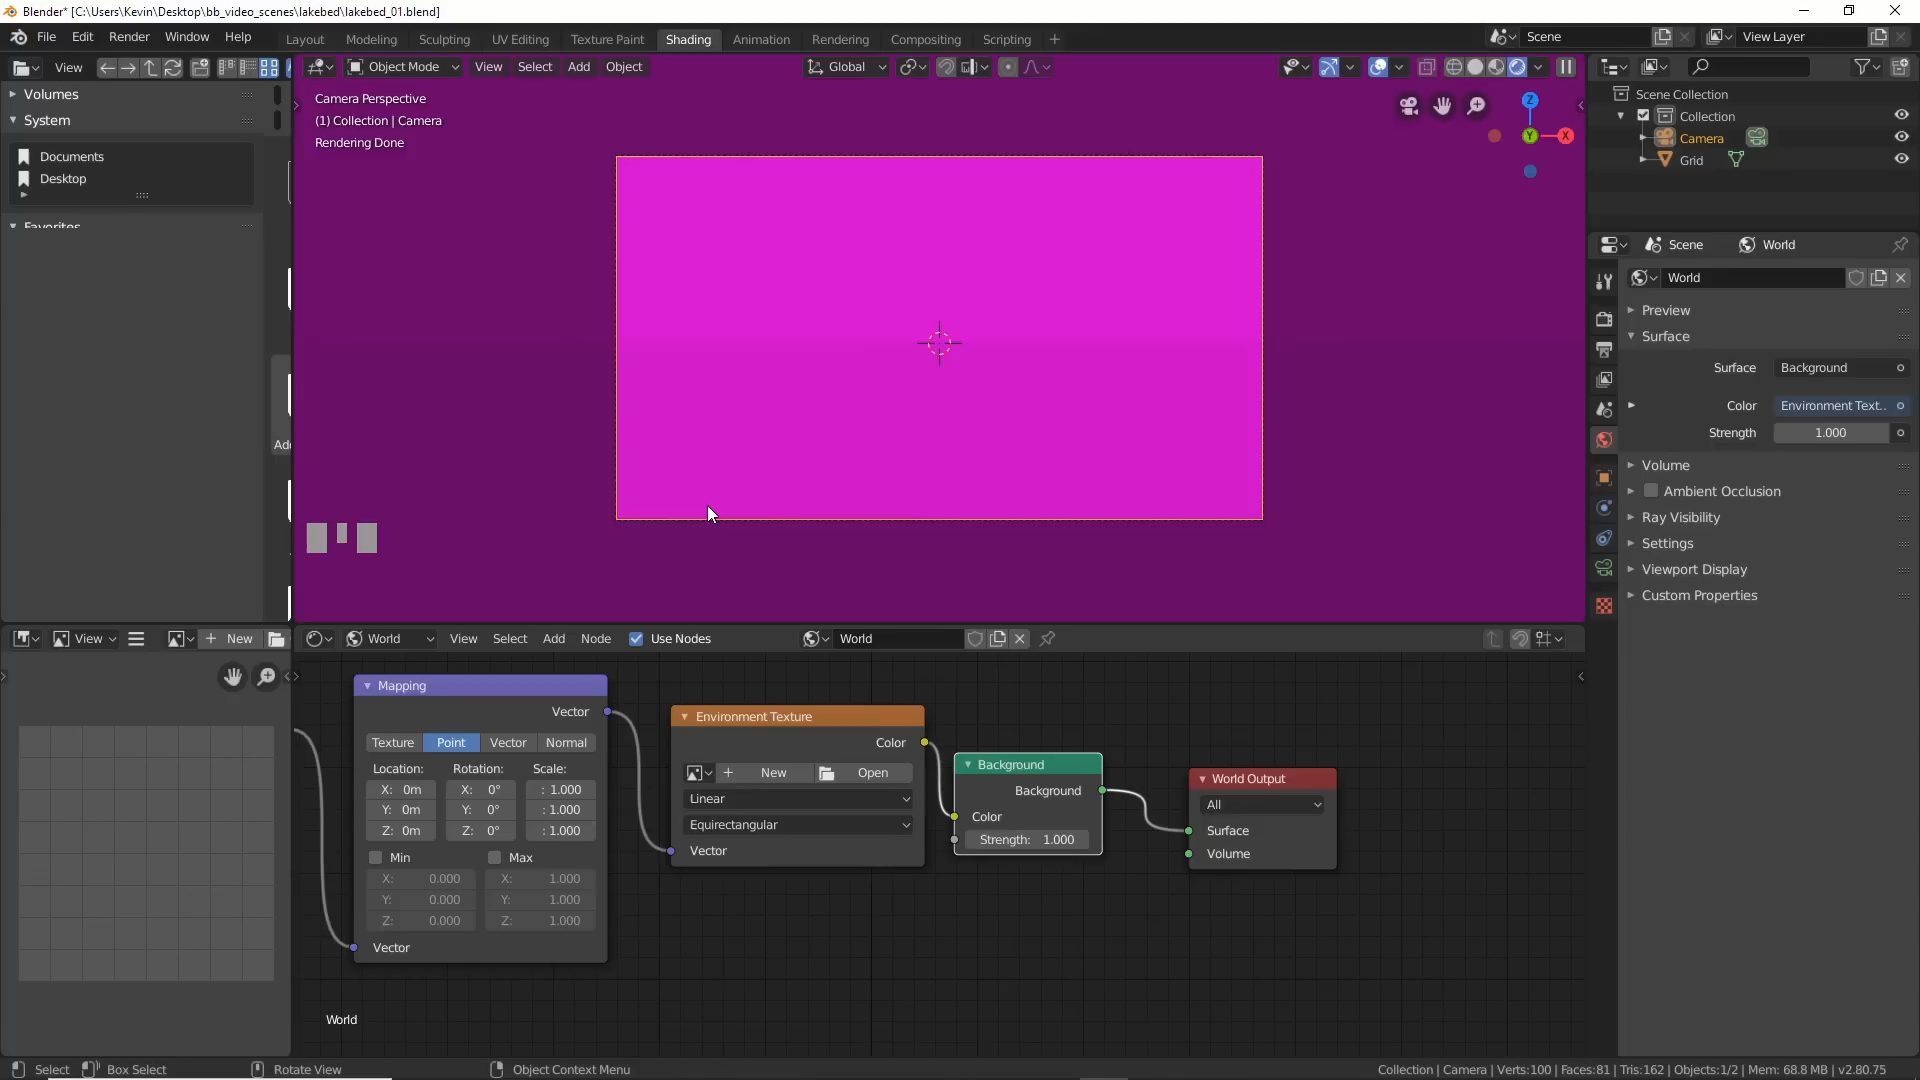 Blender* [C:\Users\Kevin\Desktop\bb_video_scenes\lakebed\lakebed_01.blend]
File Edit Render Window Help
Layout Modeling Sculpting UV Editing Texture Paint Shading Animation Rendering Compositing Scripting +
Scene
View Layer
View
Object Mode View Select Add Object
Global
Volumes
System
Documents
Desktop
Favorites
Add
Camera Perspective
(1) Collection | Camera
Rendering Done
Z
Y
X
Scene Collection
Collection
Camera
Grid
Scene World
World
Preview
Surface
Surface Background
Color Environment Text..
Strength 1.000
Volume
Ambient Occlusion
Ray Visibility
Settings
Viewport Display
Custom Properties
View
+ New
World View Select Add Node Use Nodes
World
Mapping
Vector
Texture Point Vector Normal
Location: Rotation: Scale:
X: 0m X: 0° : 1.000
Y: 0m Y: 0° : 1.000
Z: 0m Z: 0° : 1.000
Min Max
X: 0.000 X: 1.000
Y: 0.000 Y: 1.000
Z: 0.000 Z: 1.000
Vector
Environment Texture
Color
+ New Open
Linear
Equirectangular
Vector
Background
Background
Color
Strength: 1.000
World Output
All
Surface
Volume
World
Select Box Select Rotate View Object Context Menu
Collection | Camera | Verts:100 | Faces:81 | Tris:162 | Objects:1/2 | Mem: 68.8 MB | v2.80.75